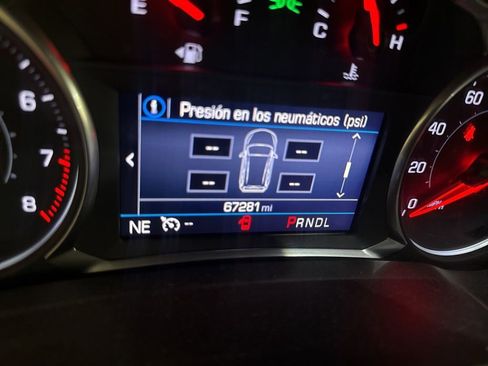 E F
C H
6
7
8
Presión en los neumáticos (psi)
-- --
-- --
67281 mi
NE -- PRNDL
60
40
20
0